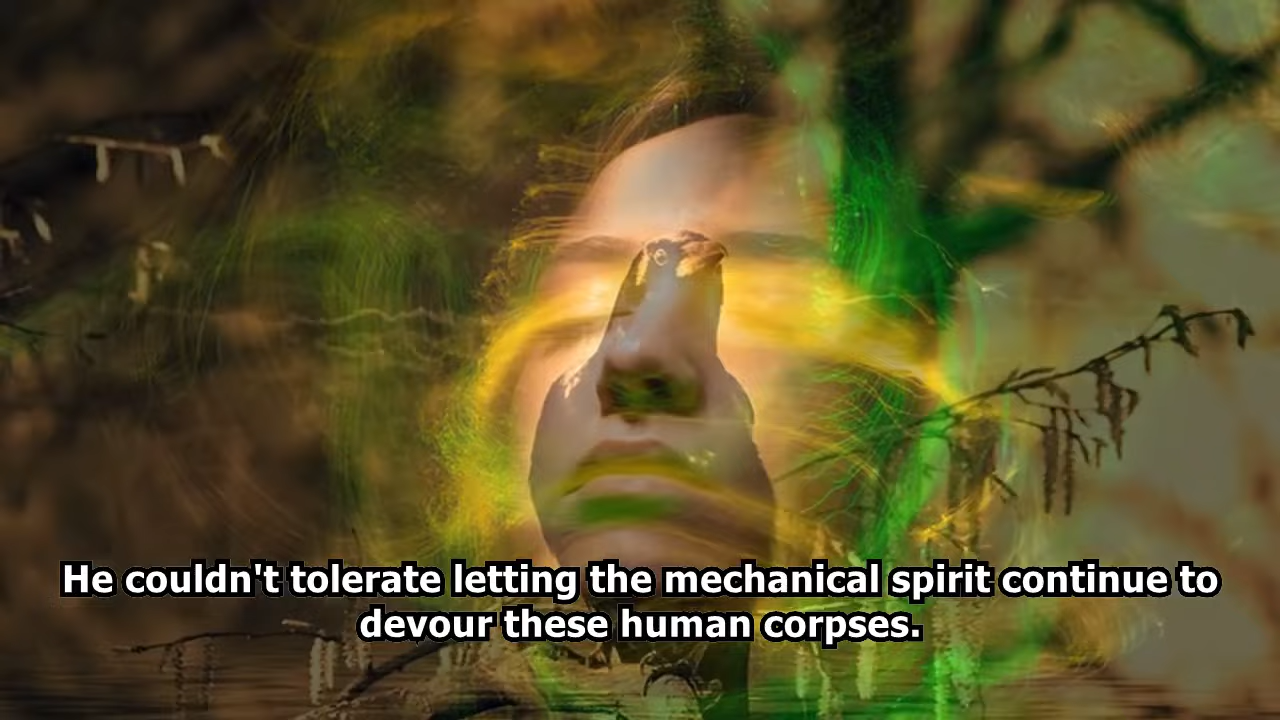 He couldn't tolerate letting the mechanical spirit continue to
devour these human corpses.